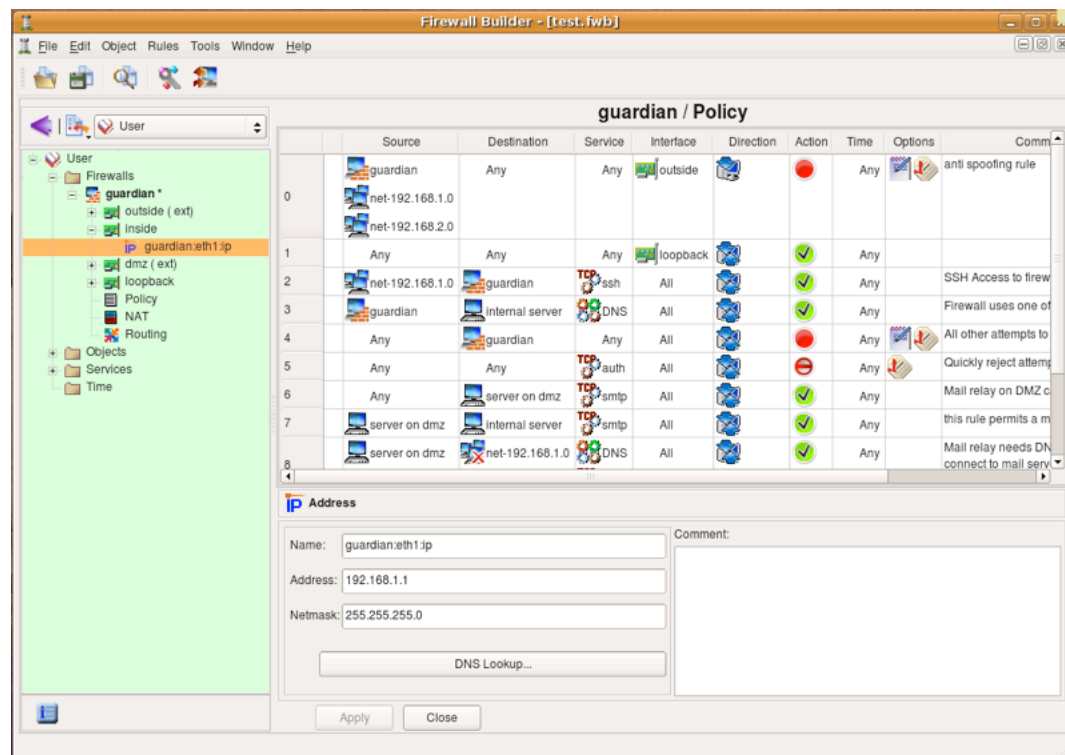 Firewall Builder - [test.fwb]
File Edit Object Rules Tools Window Help
User
User
Firewalls
guardian *
outside ( ext)
inside
guardian:eth1:ip
dmz ( ext)
loopback
Policy
NAT
Routing
Objects
Services
Time
guardian / Policy
Source Destination Service Interface Direction Action Time Options Comm
0 guardian Any Any outside Any anti spoofing rule
net-192.168.1.0
net-192.168.2.0
1 Any Any Any loopback Any
2 net-192.168.1.0 guardian TCP ssh All Any SSH Access to firew
3 guardian internal server DNS All Any Firewall uses one of
4 Any guardian Any All Any All other attempts to
5 Any Any TCP auth All Any Quickly reject attemp
6 Any server on dmz TCP smtp All Any Mail relay on DMZ c
7 server on dmz internal server TCP smtp All Any this rule permits a m
8 server on dmz net-192.168.1.0 DNS All Any Mail relay needs DN
connect to mail serv
IP Address
Name: guardian:eth1:ip
Address: 192.168.1.1
Netmask: 255.255.255.0
DNS Lookup...
Comment:
Apply Close